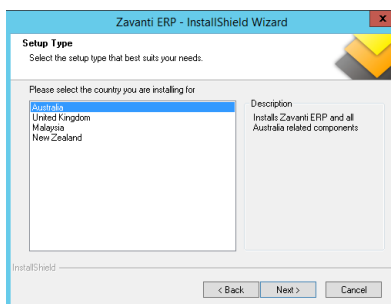 Zavanti ERP - InstallShield Wizard
x
Setup Type
Select the setup type that best suits your needs.
Please select the country you are installing for
Australia
United Kingdom
Malaysia
New Zealand
Description
Installs Zavanti ERP and all
Australia related components
InstallShield
< Back
Next >
Cancel